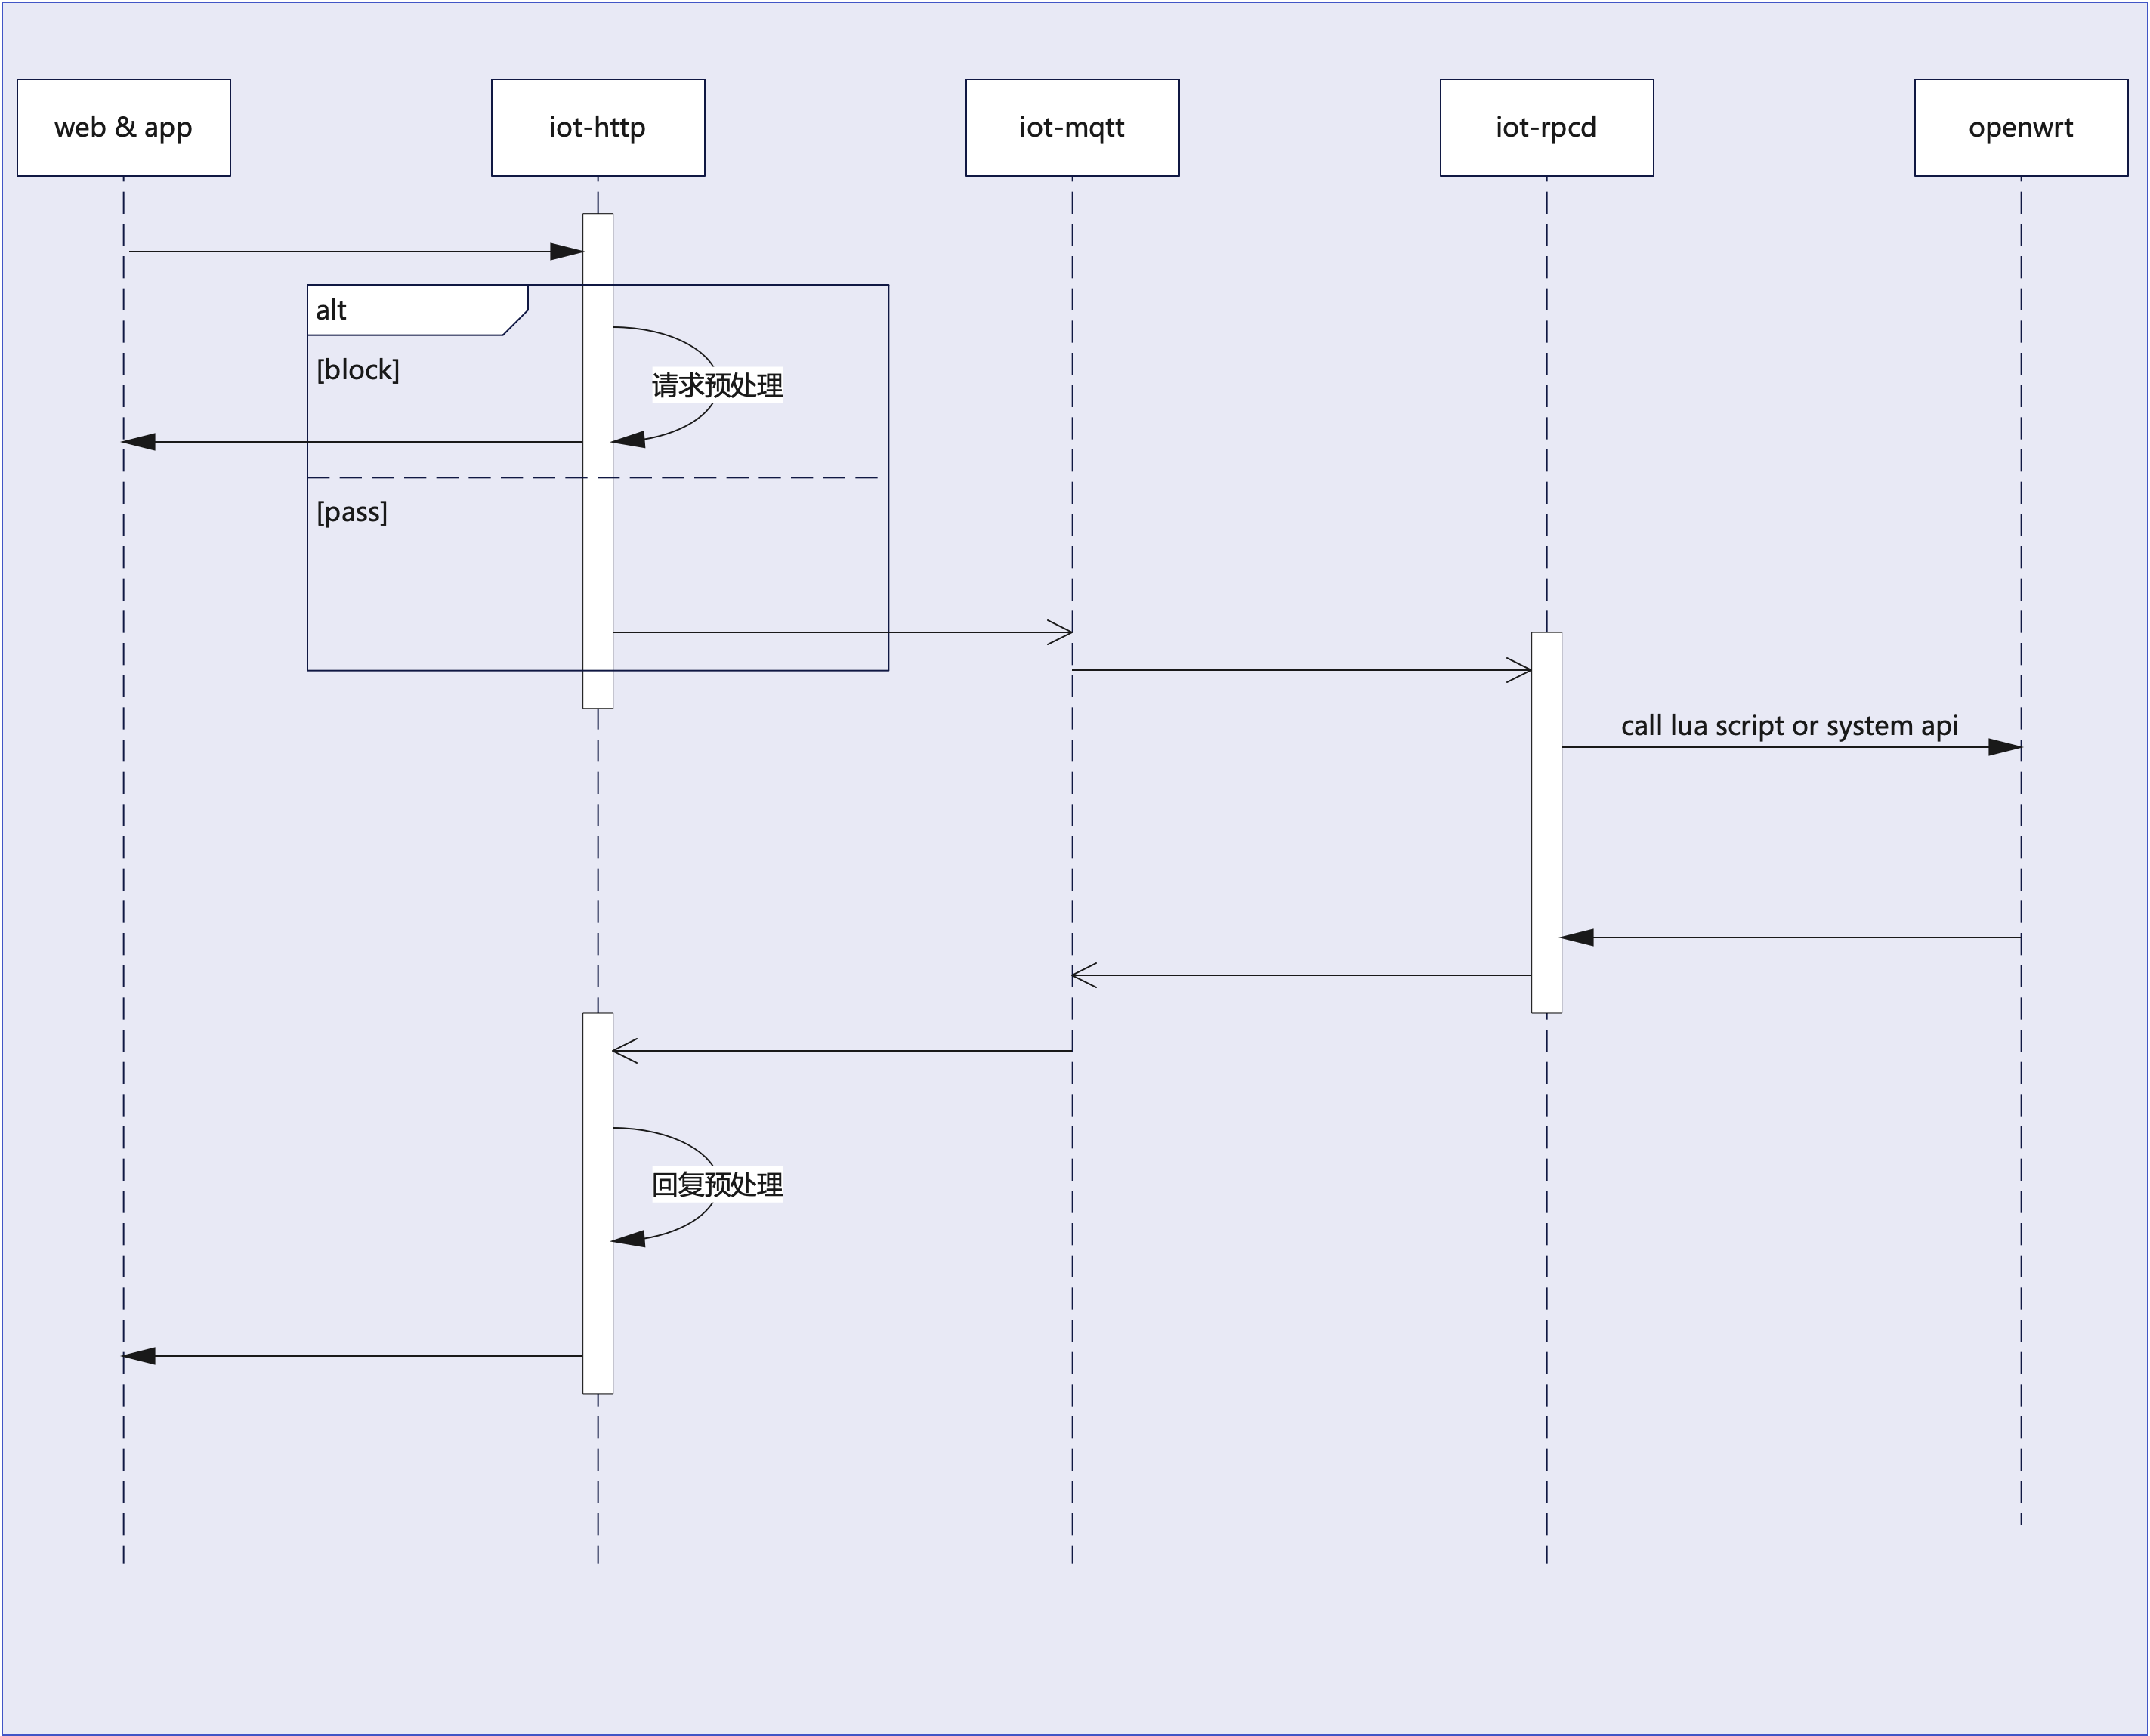 web & app
iot-http
iot-mqtt
iot-rpcd
openwrt
alt
[block]
请求预处理
[pass]
call lua script or system api
回复预处理